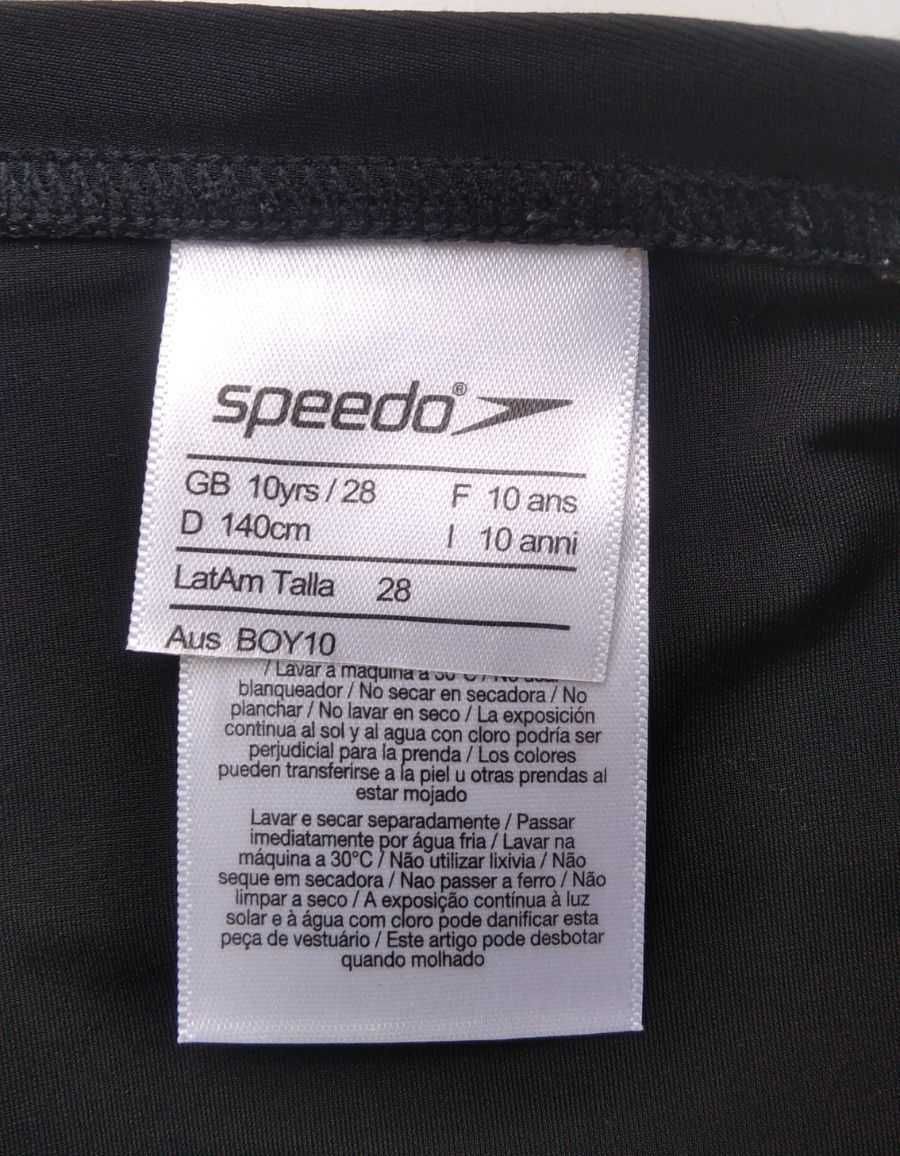 speedo®
GB 10yrs / 28 F 10 ans
D 140cm I 10 anni
LatAm Talla 28
Aus BOY10
/ Lavar a maquina a 30°C / No usar
blanqueador / No secar en secadora / No
planchar / No lavar en seco / La exposición
continua al sol y al agua con cloro podría ser
perjudicial para la prenda / Los colores
pueden transferirse a la piel u otras prendas al
estar mojado
Lavar e secar separadamente / Passar
imediatamente por água fria / Lavar na
máquina a 30°C / Não utilizar lixivia / Não
seque em secadora / Nao passer a ferro / Não
limpar a seco / A exposição contínua à luz
solar e à água com cloro pode danificar esta
peça de vestuário / Este artigo pode desbotar
quando molhado